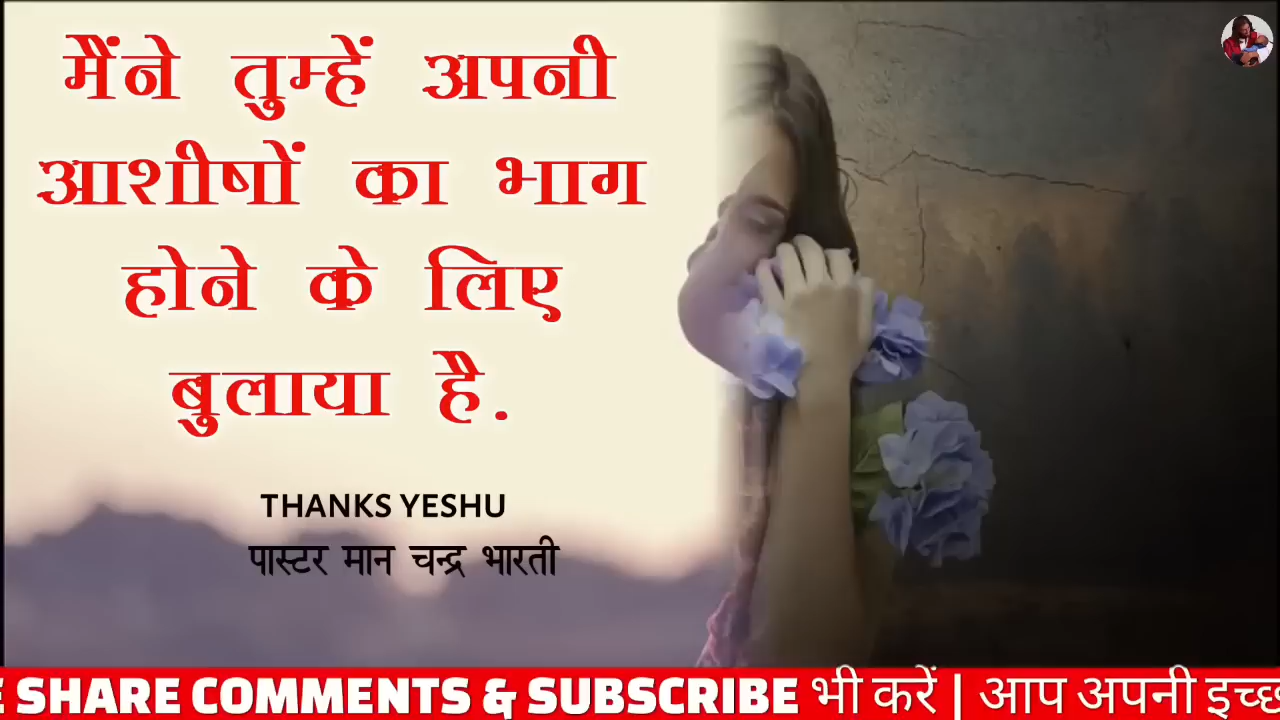 मैंने तुम्हें अपनी
आशीषों का भाग
होने के लिए
बुलाया है.
THANKS YESHU
पास्टर मान चन्द्र भारती
SHARE COMMENTS & SUBSCRIBE भी करें | आप अपनी